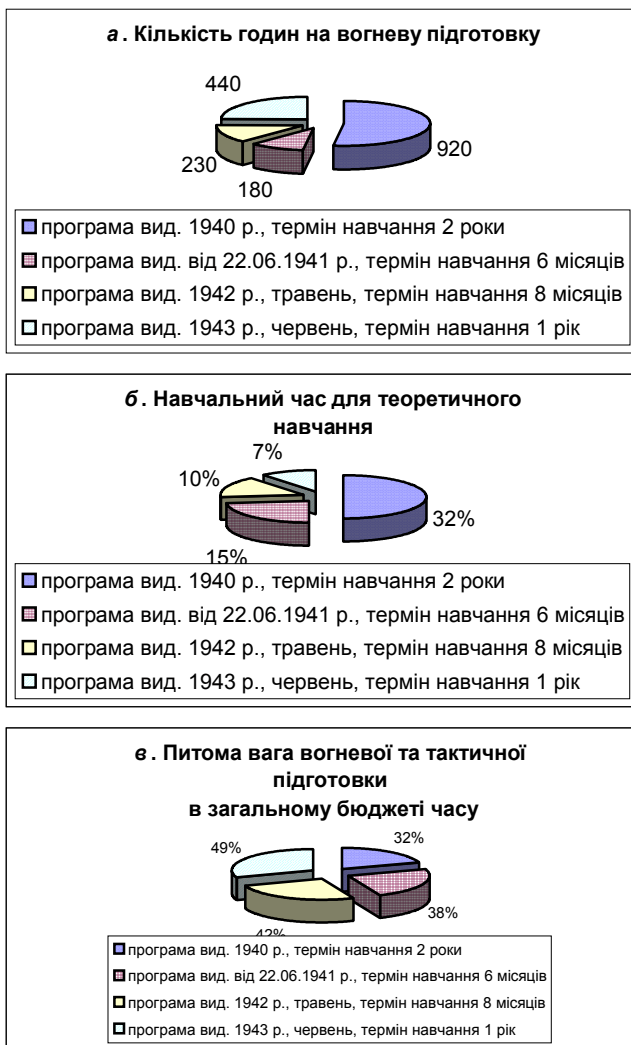 а. Кількість годин на вогневу підготовку
440
920
230
180
програма вид. 1940 р., термін навчання 2 роки
програма вид. від 22.06.1941 р., термін навчання 6 місяців
програма вид. 1942 р., травень, термін навчання 8 місяців
програма вид. 1943 р., червень, термін навчання 1 рік
б. Навчальний час для теоретичного
навчання
7%
10%
32%
15%
програма вид. 1940 р., термін навчання 2 роки
програма вид. від 22.06.1941 р., термін навчання 6 місяців
програма вид. 1942 р., травень, термін навчання 8 місяців
програма вид. 1943 р., червень, термін навчання 1 рік
в. Питома вага вогневої та тактичної
підготовки
в загальному бюджеті часу
32%
49%
38%
42%
програма вид. 1940 р., термін навчання 2 роки
програма вид. від 22.06.1941 р., термін навчання 6 місяців
програма вид. 1942 р., травень, термін навчання 8 місяців
програма вид. 1943 р., червень, термін навчання 1 рік